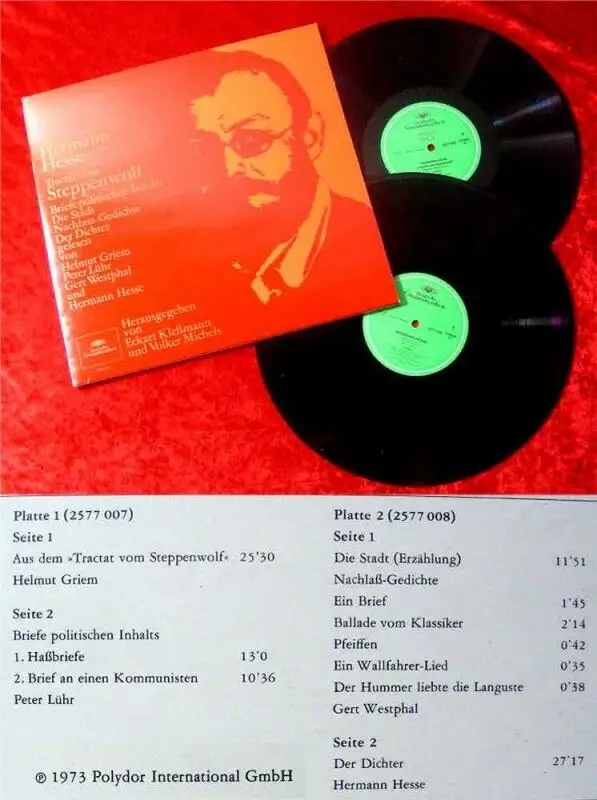 Hermann
Hesse
Tractat vom
Steppenwolf
Briefe politischen Inhalts
Die Stadt
Nachlass-Gedichte
Der Dichter
gelesen
von
Helmut Griem
Peter Lühr
Gert Westphal
und
Hermann Hesse
Herausgegeben
von
Eckart Kleßmann
und Volker Michels
Platte 1 (2577 007)
Seite 1
Aus dem »Tractat vom Steppenwolf« 25'30
Helmut Griem
Seite 2
Briefe politischen Inhalts
1. Haßbriefe 13'0
2. Brief an einen Kommunisten 10'36
Peter Lühr
℗ 1973 Polydor International GmbH
Platte 2 (2577 008)
Seite 1
Die Stadt (Erzählung) 11'51
Nachlaß-Gedichte
Ein Brief 1'45
Ballade vom Klassiker 2'14
Pfeiffen 0'42
Ein Wallfahrer-Lied 0'35
Der Hummer liebte die Languste 0'38
Gert Westphal
Seite 2
Der Dichter 27'17
Hermann Hesse